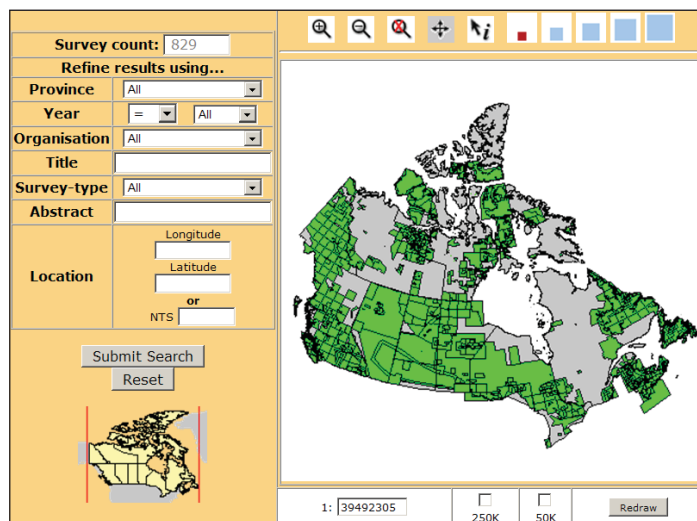 Survey count: 829
Refine results using...
Province All
Year = All
Organisation All
Title
Survey-type All
Abstract
Location
Longitude
Latitude
or
NTS
Submit Search
Reset
i
1: 39492305
250K
50K
Redraw